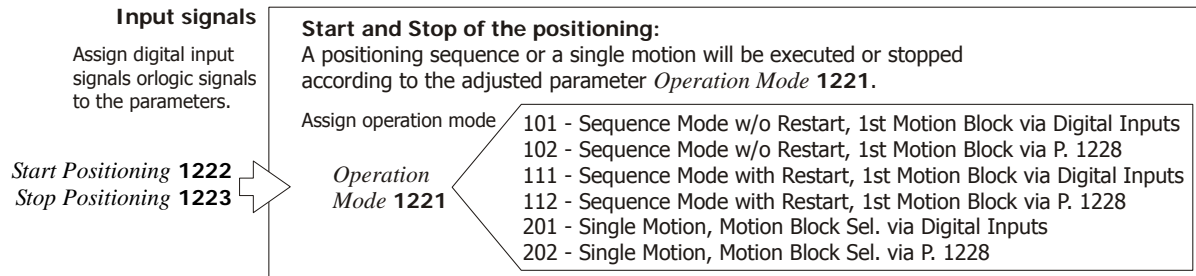 Input signals
Assign digital input
signals orlogic signals
to the parameters.
Start Positioning 1222
Stop Positioning 1223
Start and Stop of the positioning:
A positioning sequence or a single motion will be executed or stopped
according to the adjusted parameter Operation Mode 1221.
Assign operation mode
Operation
Mode 1221
101 - Sequence Mode w/o Restart, 1st Motion Block via Digital Inputs
102 - Sequence Mode w/o Restart, 1st Motion Block via P. 1228
111 - Sequence Mode with Restart, 1st Motion Block via Digital Inputs
112 - Sequence Mode with Restart, 1st Motion Block via P. 1228
201 - Single Motion, Motion Block Sel. via Digital Inputs
202 - Single Motion, Motion Block Sel. via P. 1228